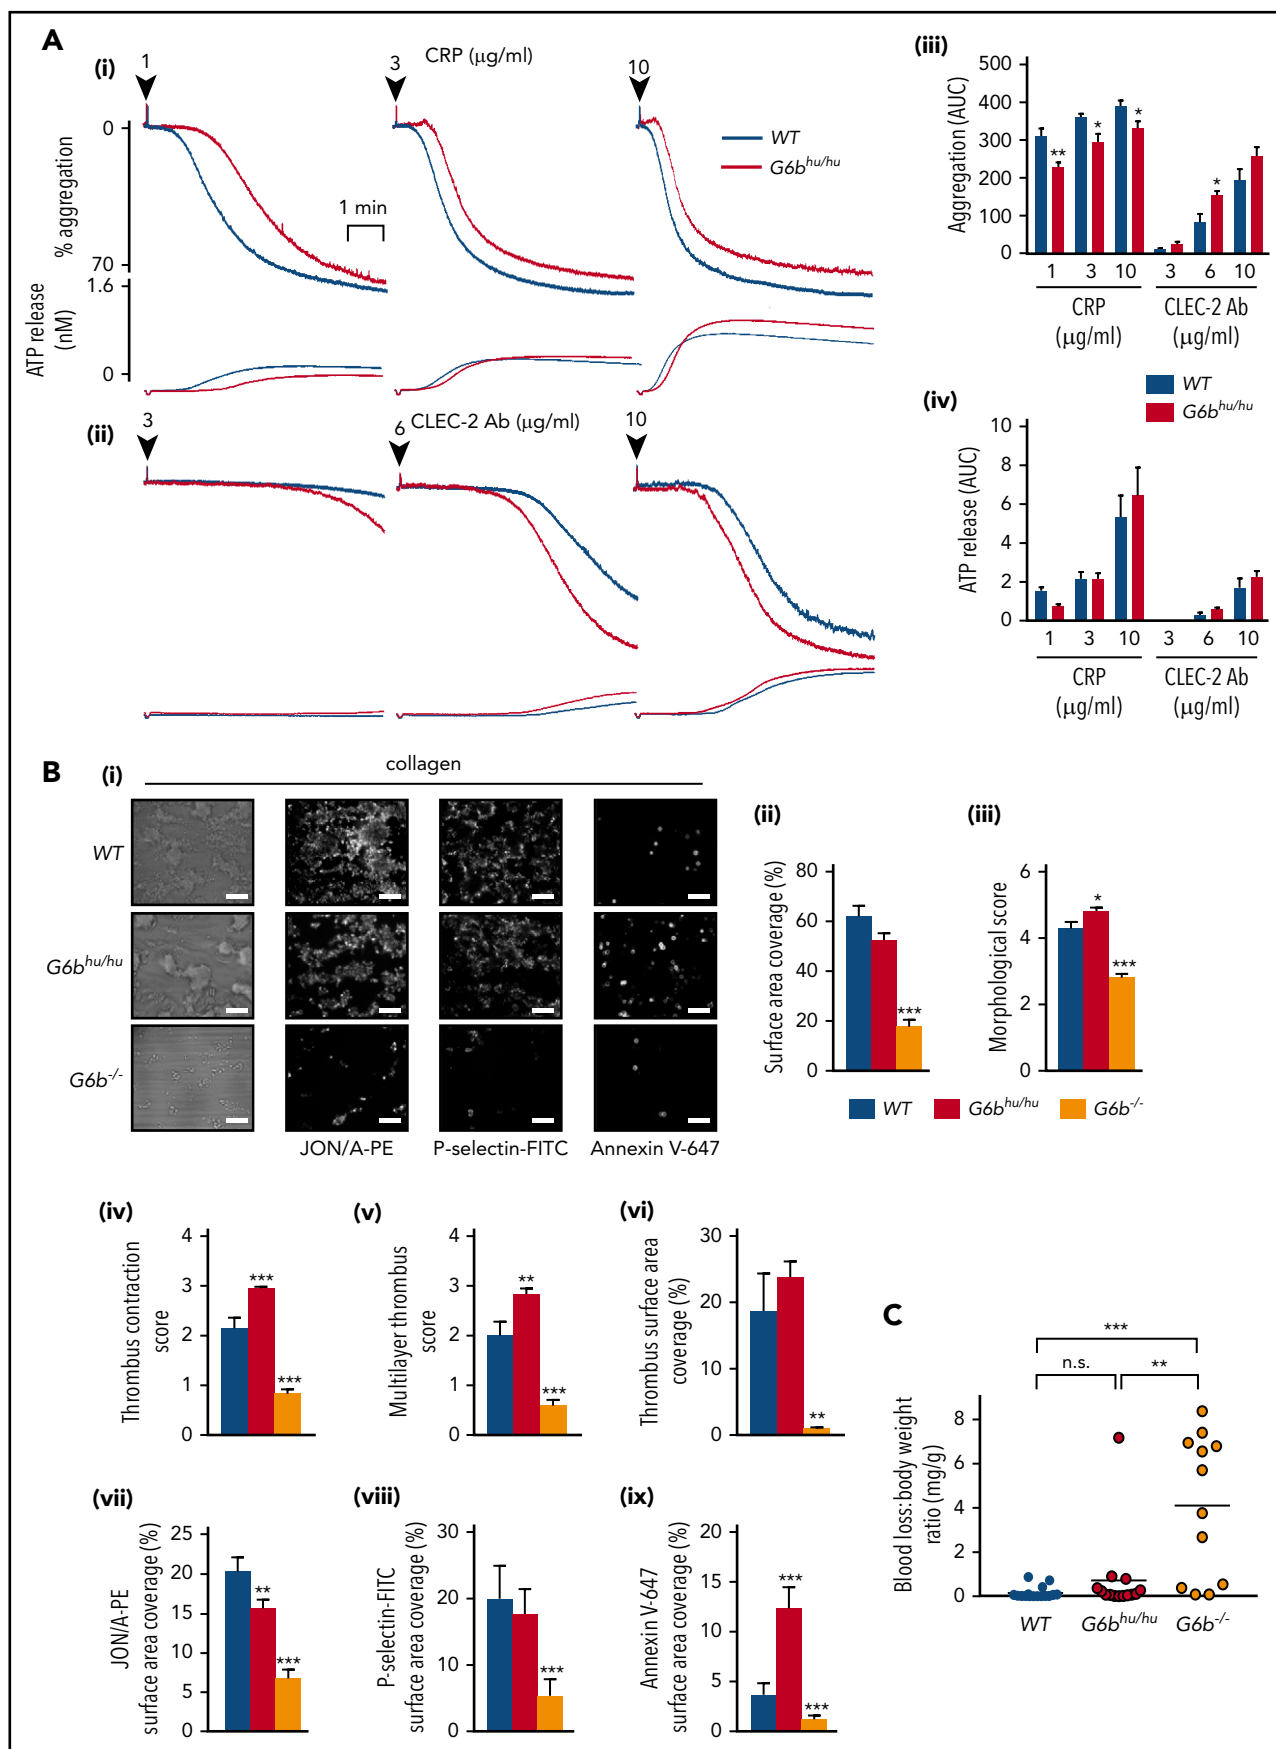 A
(i)
1
3
CRP (μg/ml)
10
0
% aggregation
70
1 min
WT
G6b^hu/hu
1.6
ATP release
(nM)
0
(ii)
3
6
CLEC-2 Ab (μg/ml)
10
(iii)
Aggregation (AUC)
500
400
300
200
100
0
**
*
*
*
1 3 10 3 6 10
CRP
(μg/ml)
CLEC-2 Ab
(μg/ml)
WT
G6b^hu/hu
(iv)
ATP release (AUC)
10
8
6
4
2
0
1 3 10 3 6 10
CRP
(μg/ml)
CLEC-2 Ab
(μg/ml)
B
(i)
collagen
WT
G6b^hu/hu
G6b^-/-
JON/A-PE
P-selectin-FITC
Annexin V-647
(ii)
Surface area coverage (%)
80
60
40
20
0
***
(iii)
Morphological score
6
4
2
0
*
***
WT
G6b^hu/hu
G6b^-/-
(iv)
Thrombus contraction
score
4
3
2
1
0
***
***
(v)
Multilayer thrombus
score
4
3
2
1
0
**
***
(vi)
Thrombus surface area
coverage (%)
30
20
10
0
**
(vii)
JON/A-PE
surface area coverage (%)
25
20
15
10
5
0
**
***
(viii)
P-selectin-FITC
surface area coverage (%)
30
20
10
0
***
(ix)
Annexin V-647
surface area coverage (%)
20
15
10
5
0
***
***
C
***
n.s.
**
Blood loss:body weight
ratio (mg/g)
8
6
4
2
0
WT
G6b^hu/hu
G6b^-/-